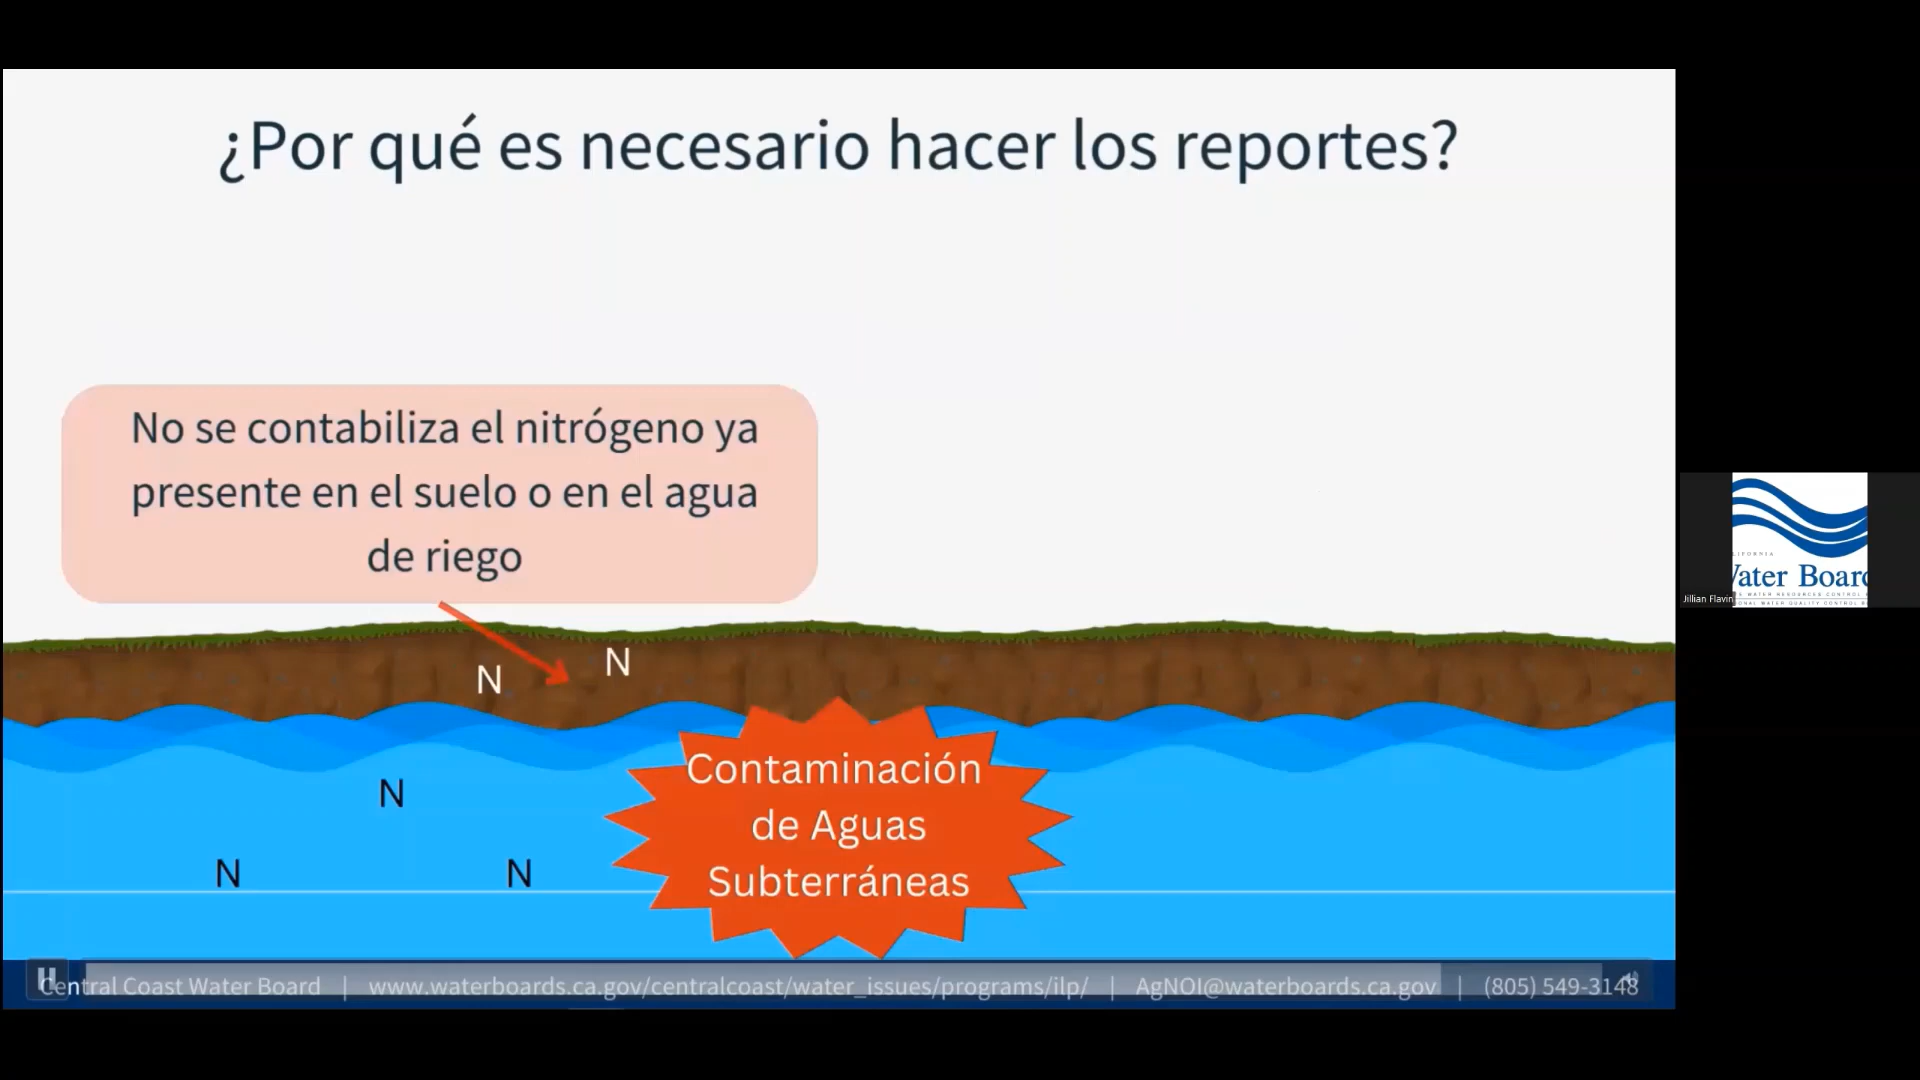 ¿Por qué es necesario hacer los reportes?
No se contabiliza el nitrógeno ya
presente en el suelo o en el agua
de riego
N
N
Contaminación
de Aguas
Subterráneas
N
N
N
Central Coast Water Board | www.waterboards.ca.gov/centralcoast/water_issues/programs/ilp/ | AgNOI@waterboards.ca.gov | (805) 549-3148
Water Board
Jillian Flavin